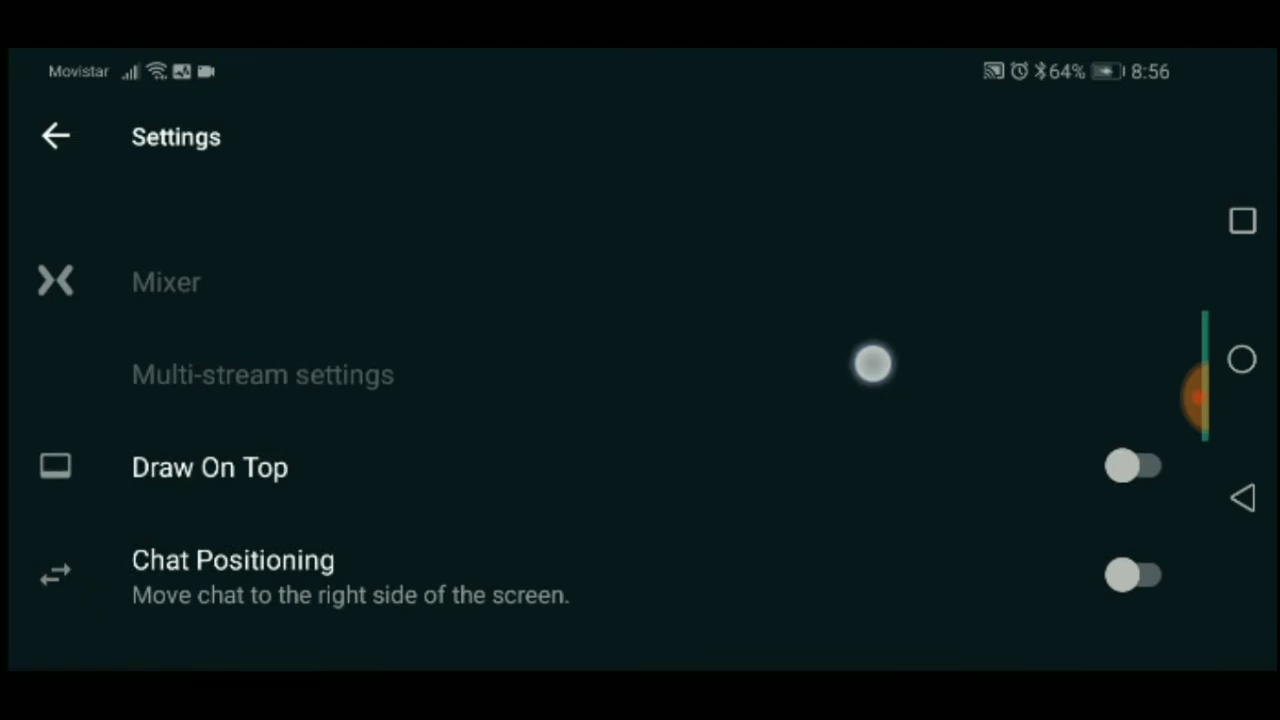 Movistar 64% 8:56
Settings
Mixer
Multi-stream settings
Draw On Top
Chat Positioning
Move chat to the right side of the screen.